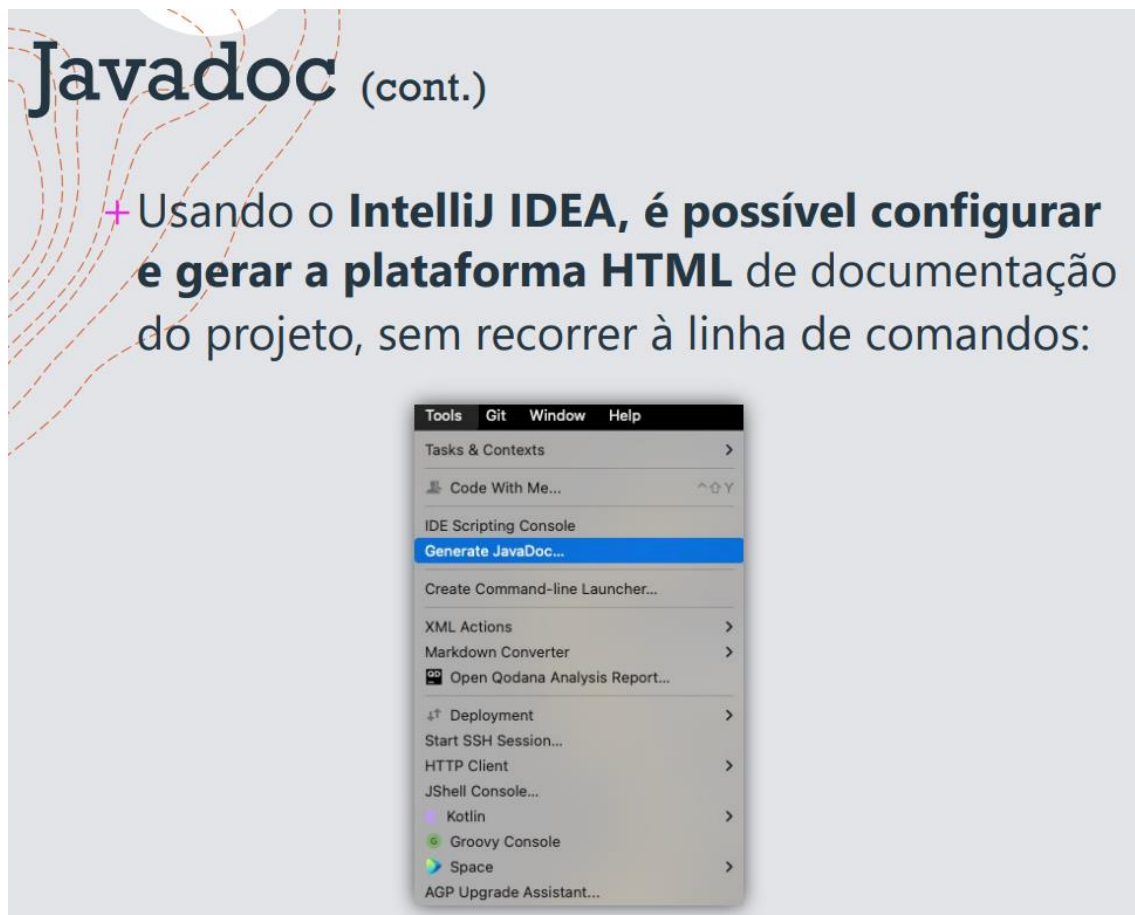 Javadoc (cont.)
+ Usando o IntelliJ IDEA, é possível configurar
e gerar a plataforma HTML de documentação
do projeto, sem recorrer à linha de comandos:
Tools Git Window Help
Tasks & Contexts >
Code With Me... ^⇧Y
IDE Scripting Console
Generate JavaDoc...
Create Command-line Launcher...
XML Actions >
Markdown Converter >
QD Open Qodana Analysis Report...
Deployment >
Start SSH Session...
HTTP Client >
JShell Console...
Kotlin >
G Groovy Console
Space >
AGP Upgrade Assistant...